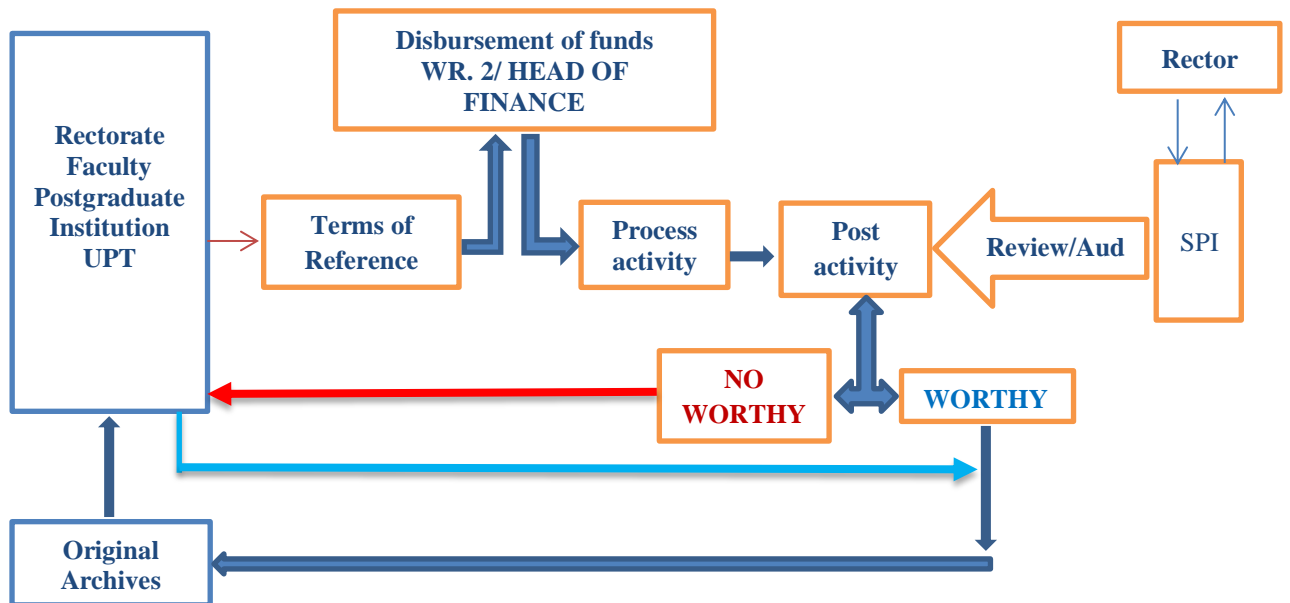 Disbursement of funds
WR. 2/ HEAD OF
FINANCE
Rector
Rectorate
Faculty
Postgraduate
Institution
UPT
Terms of
Reference
Process
activity
Post
activity
Review/Aud
SPI
NO
WORTHY
WORTHY
Original
Archives